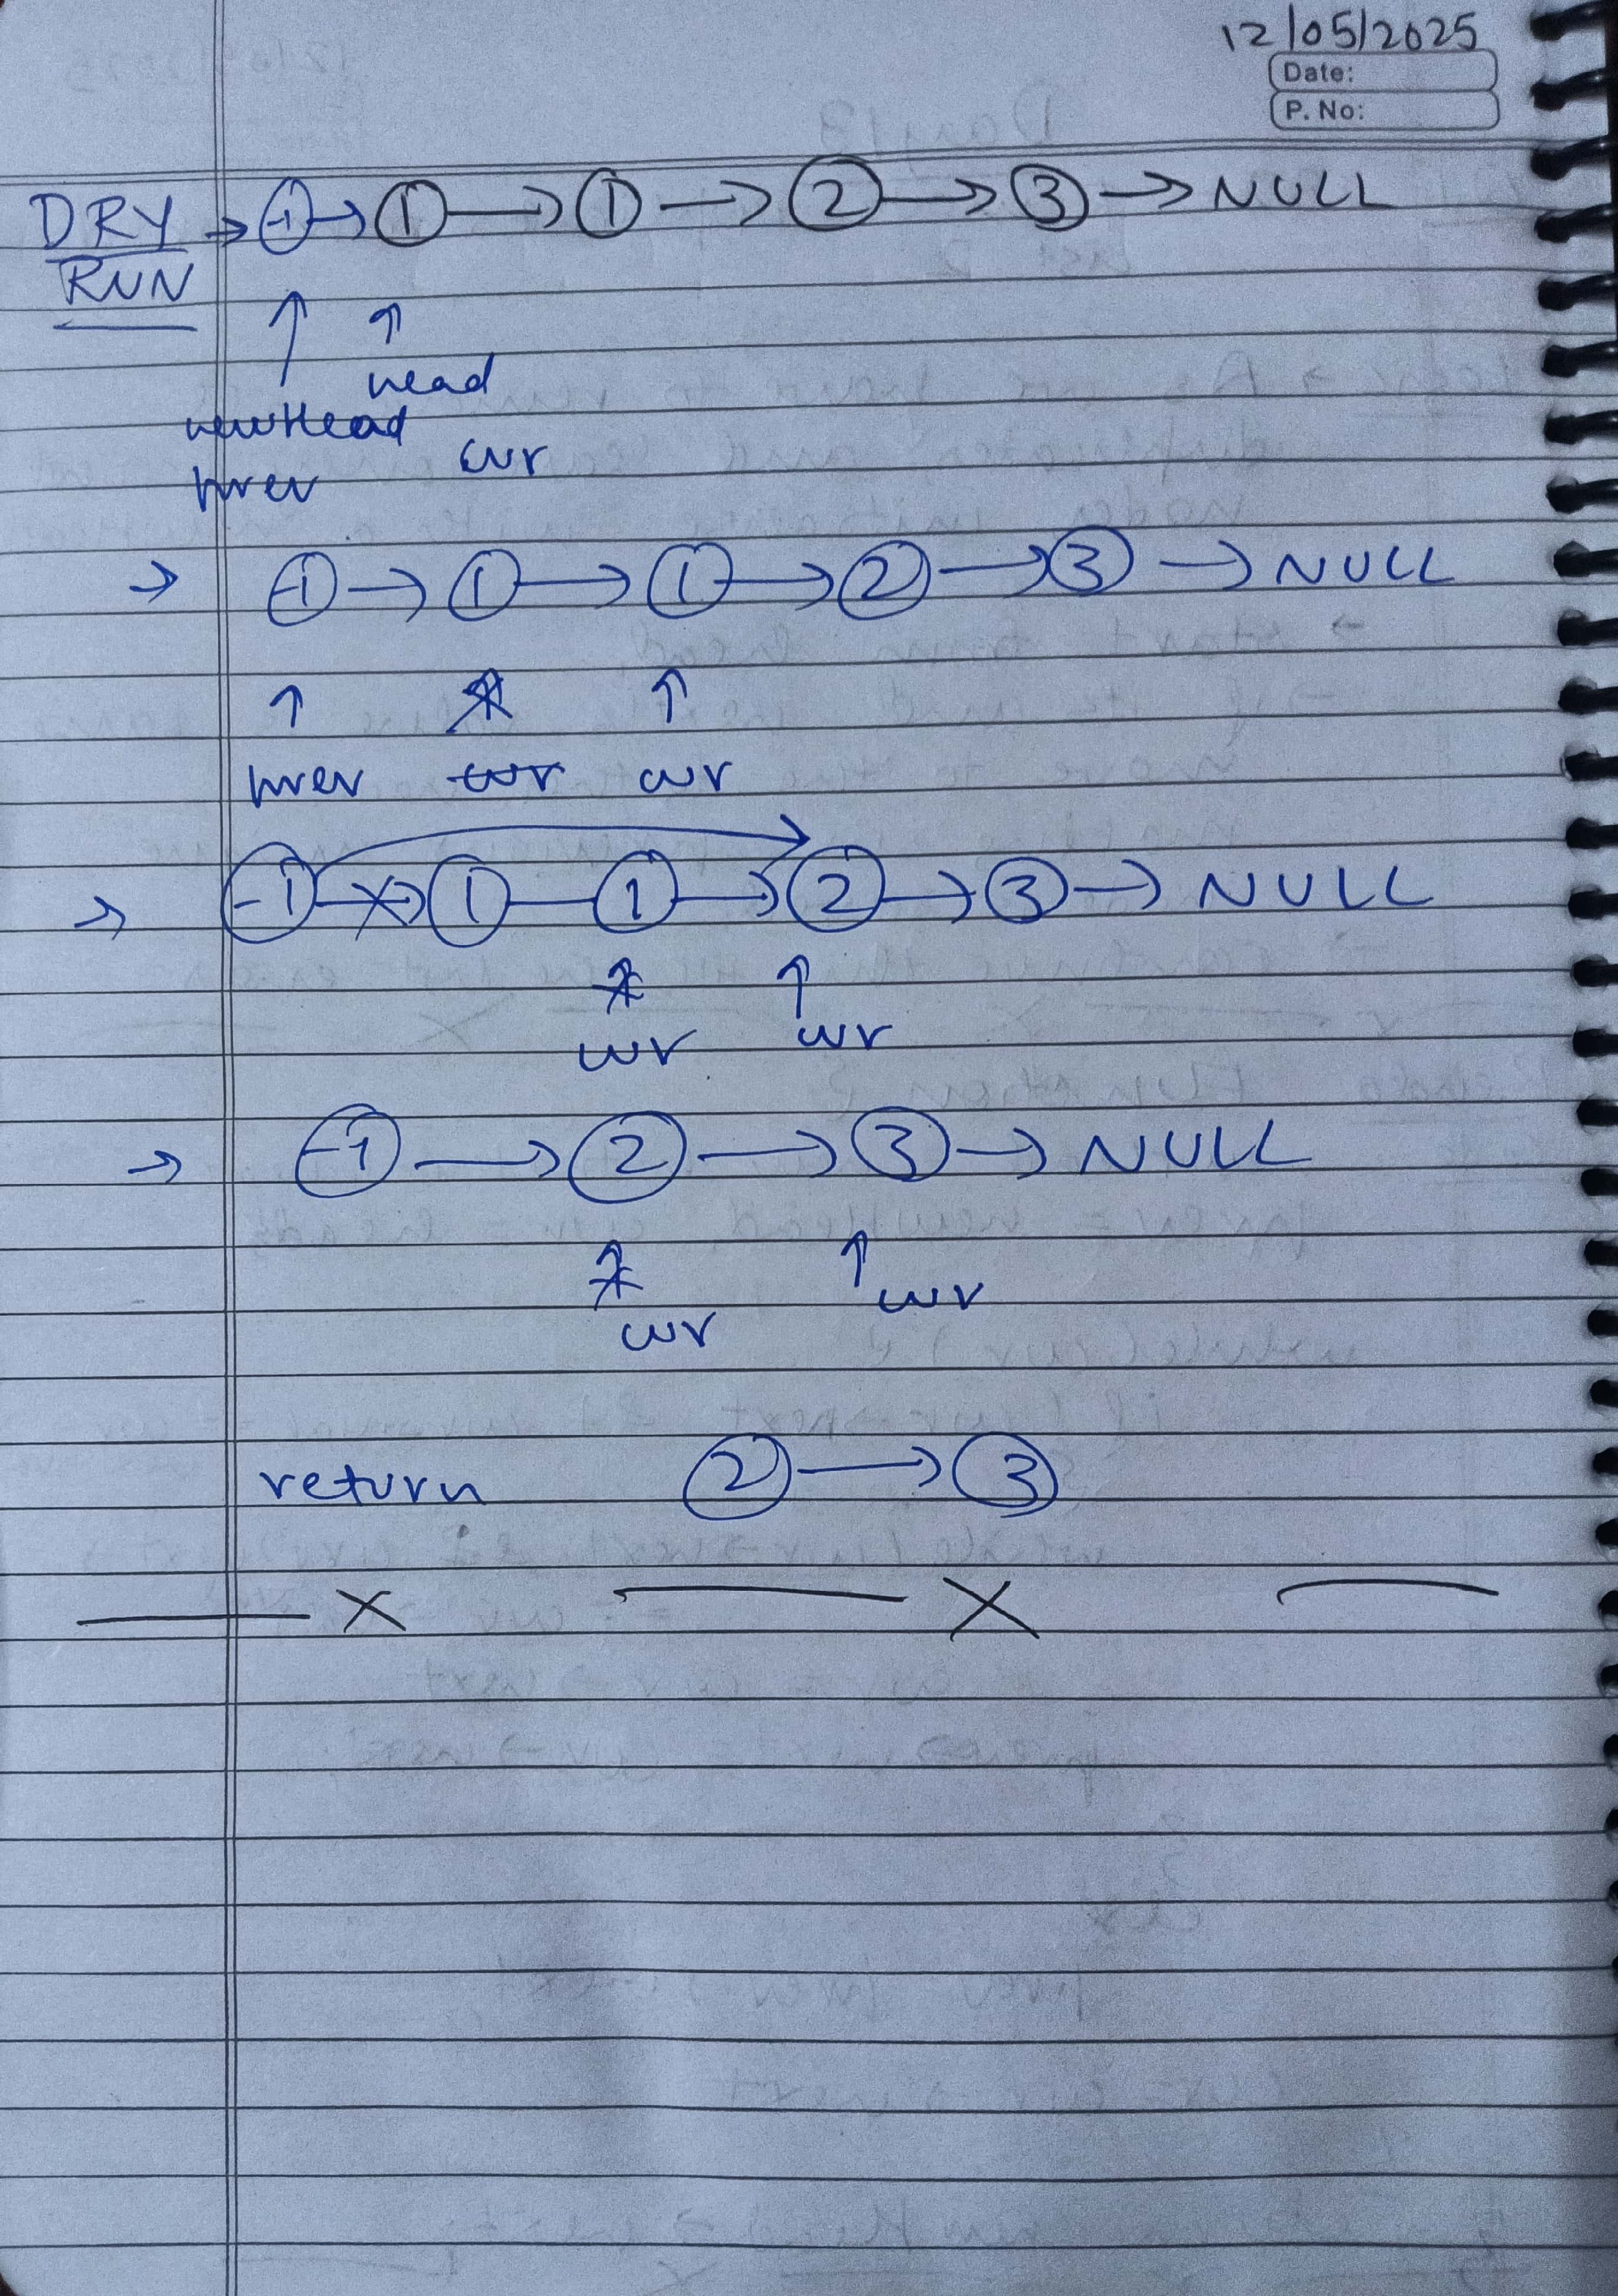 12/05/2025
Date:
P. No:
DRY RUN → -1 → 1 → 1 → 2 → 3 → NULL
↑ ↑
head
newHead
prev curr
→ -1 → 1 → 1 → 2 → 3 → NULL
↑ ↑ ↑
prev curr curr
→ -1 → 1 — 1 → 2 → 3 → NULL
↑ ↑
curr curr
→ -1 → 2 → 3 → NULL
↑ ↑
curr curr
return 2 → 3
— X — X —